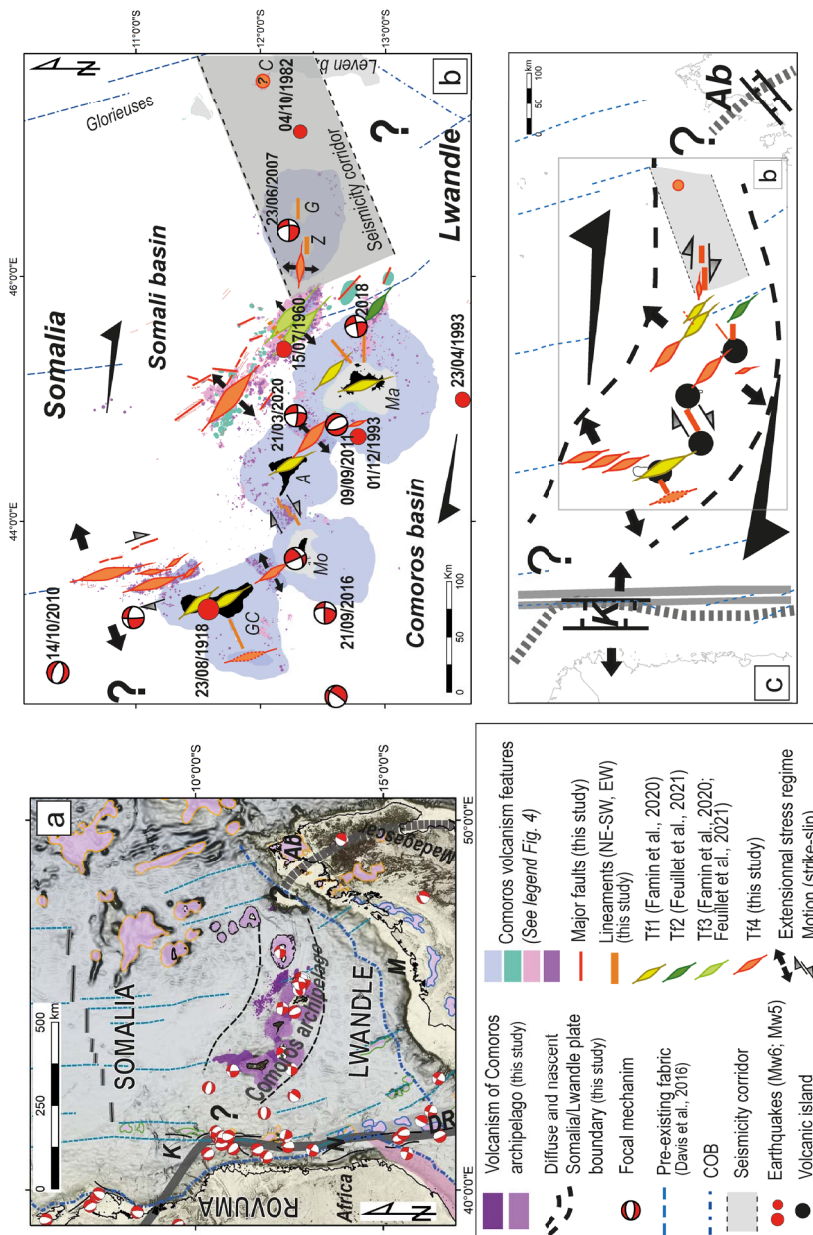 a
500
250
0
km
50°0'0"E
40°0'0"E
10°0'0"S
15°0'0"S
SOMALIA
Comoros archipelago
LWANDLE
ROVUMA
Africa
Madagascar
Ab
K
?
?
M
N
DR
N
b
44°0'0"E
46°0'0"E
11°0'0"S
12°0'0"S
13°0'0"S
N
Somalia
Somali basin
Glorieuses
Leven b
? C
04/10/1982
23/06/2007
G
Z
Seismicity corridor
?
Lwandle
15/07/1960
2018
Ma
21/03/2020
09/09/2011
01/12/1993
23/04/1993
A
Mo
Comoros basin
14/10/2010
?
23/08/1918
GC
21/09/2016
0
50
100
Km
c
?
K
?
Ab
b
0
50
100
km
Volcanism of Comoros
archipelago (this study)
Diffuse and nascent
Somalia/Lwandle plate
boundary (this study)
Focal mechanim
Pre-existing fabric
(Davis et al., 2016)
COB
Seismicity corridor
Earthquakes (Mw6; Mw5)
Volcanic island
Comoros volcanism features
(See legend Fig. 4)
Major faults (this study)
Lineaments (NE-SW, EW)
(this study)
Tf1 (Famin et al., 2020)
Tf2 (Feuillet et al., 2021)
Tf3 (Famin et al., 2020;
Feuillet et al., 2021)
Tf4 (this study)
Extensionnal stress regime
Motion (strike-slip)